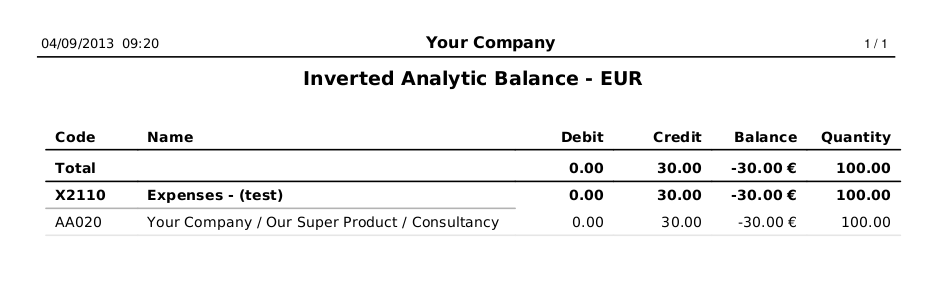 04/09/2013 09:20 Your Company 1 / 1
Inverted Analytic Balance - EUR
Code Name Debit Credit Balance Quantity
Total 0.00 30.00 -30.00 € 100.00
X2110 Expenses - (test) 0.00 30.00 -30.00 € 100.00
AA020 Your Company / Our Super Product / Consultancy 0.00 30.00 -30.00 € 100.00